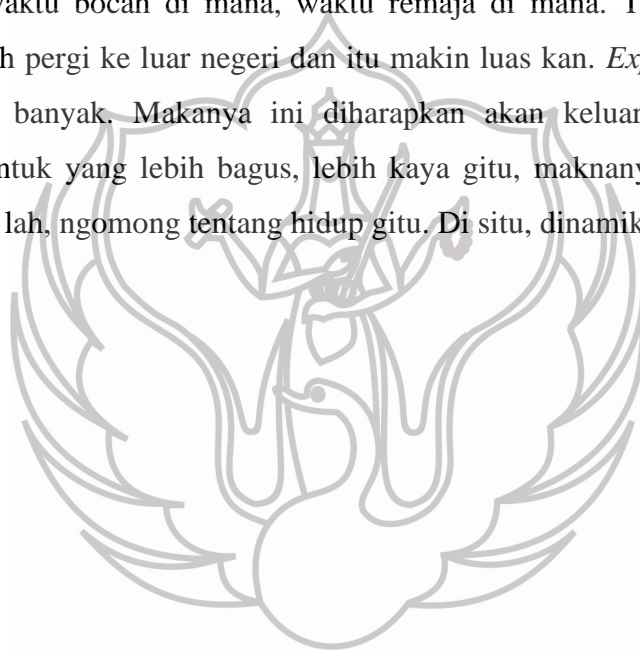 waktu bocah di mana, waktu remaja di mana.
pergi ke luar negeri dan itu makin luas kan.
banyak. Makanya ini diharapkan akan keluar
yang lebih bagus, lebih kaya gitu,
lah, ngomong tentang hidup gitu. Di situ,